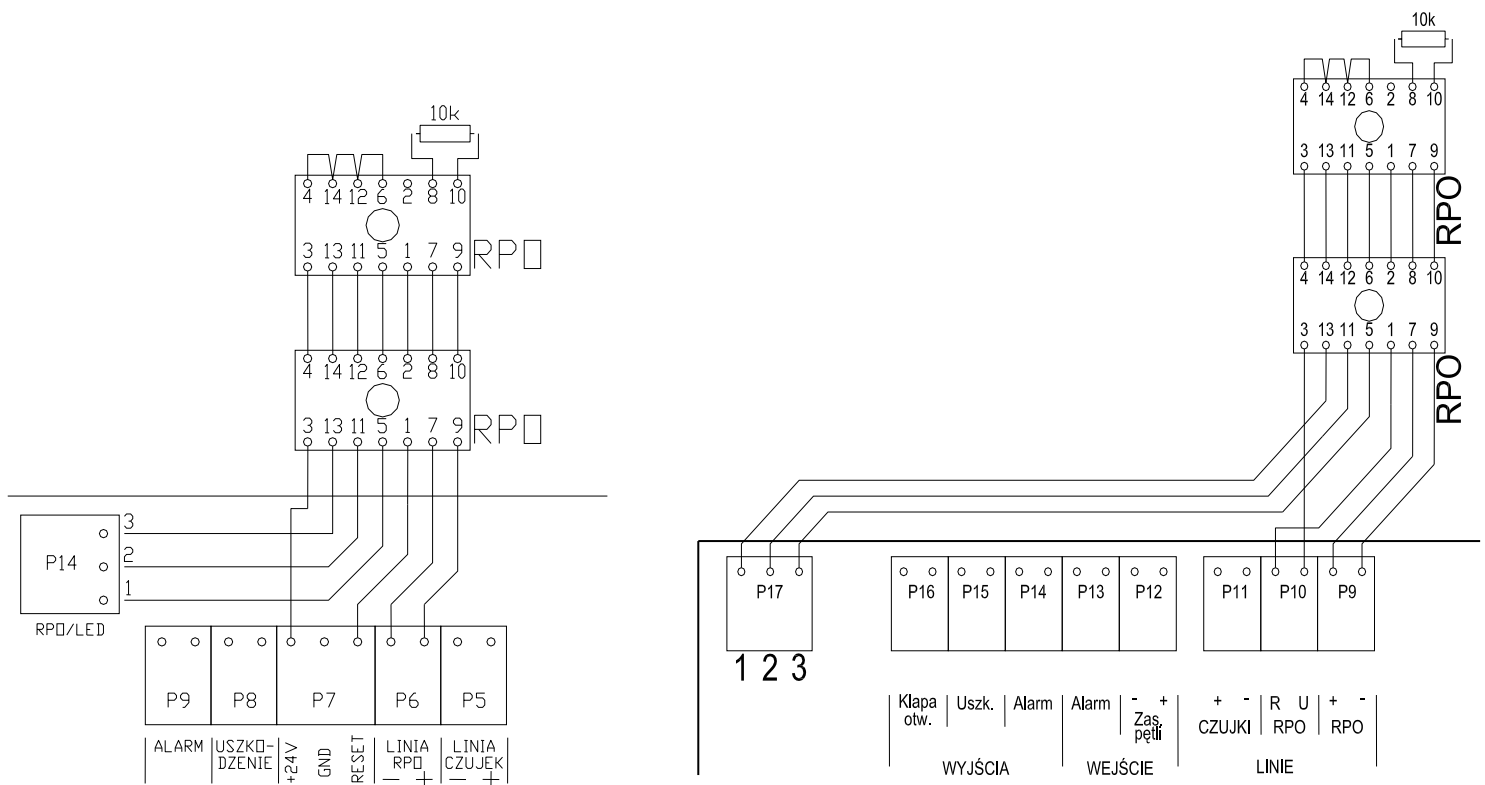 10k
4 14 12 6 2 8 10
3 13 11 5 1 7 9
RPO
4 14 12 6 2 8 10
3 13 11 5 1 7 9
RPO
3
2
1
P14
RPO/LED
P9 P8 P7 P6 P5
ALARM
USZKO-
DZENIE
+24V
GND
RESET
LINIA
RPO
- +
LINIA
CZUJEK
- +
10k
4 14 12 6 2 8 10
3 13 11 5 1 7 9
RPO
4 14 12 6 2 8 10
3 13 11 5 1 7 9
RPO
P17 P16 P15 P14 P13 P12 P11 P10 P9
1 2 3
Klapa
otw.
Uszk.
Alarm
Alarm
- +
Zas.
pętli
+ -
CZUJKI
R U
RPO
+ -
RPO
WYJŚCIA WEJŚCIE LINIE